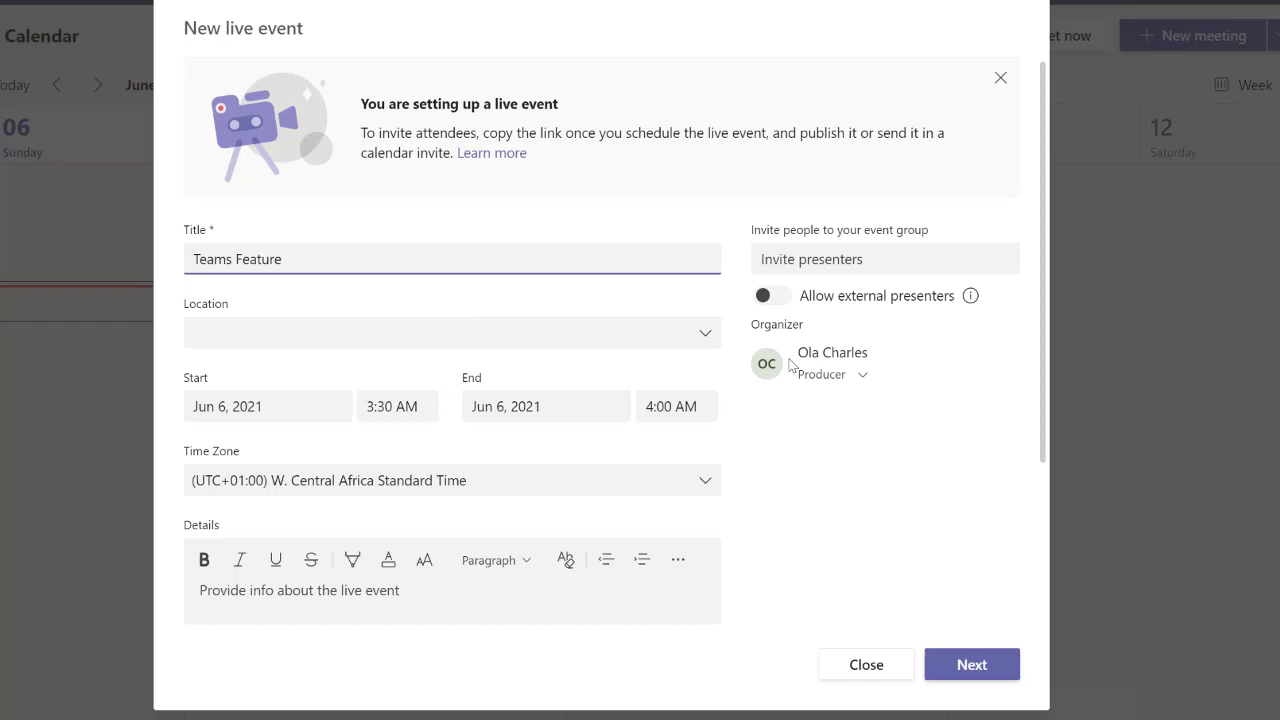 New live event
Calendar
et now
New meeting
oday
June
Week
You are setting up a live event
To invite attendees, copy the link once you schedule the live event, and publish it or send it in a
calendar invite. Learn more
06
Sunday
12
Saturday
Title *
Teams Feature
Invite people to your event group
Invite presenters
Allow external presenters
Location
Organizer
OC
Ola Charles
Producer
Start
End
Jun 6, 2021
3:30 AM
Jun 6, 2021
4:00 AM
Time Zone
(UTC+01:00) W. Central Africa Standard Time
Details
B I U S A AA Paragraph Ab
Provide info about the live event
Close
Next